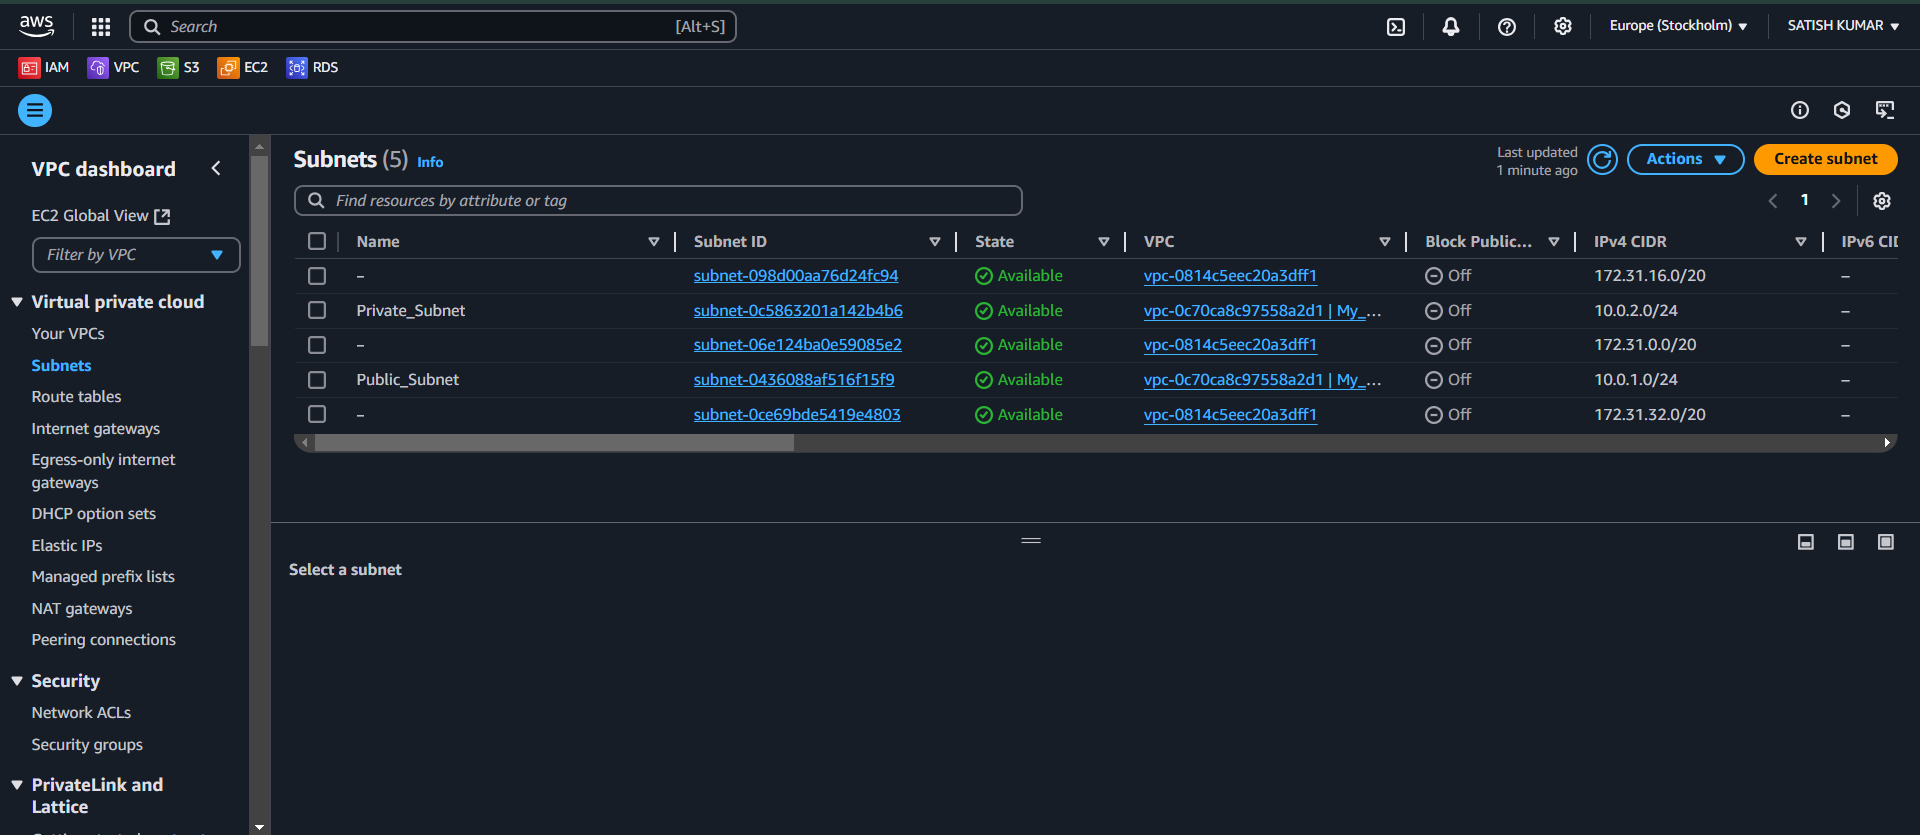 aws
Search [Alt+S]
Europe (Stockholm)
SATISH KUMAR
IAM VPC S3 EC2 RDS
VPC dashboard
EC2 Global View
Filter by VPC
Virtual private cloud
Your VPCs
Subnets
Route tables
Internet gateways
Egress-only internet
gateways
DHCP option sets
Elastic IPs
Managed prefix lists
NAT gateways
Peering connections
Security
Network ACLs
Security groups
PrivateLink and
Lattice
Subnets (5) Info
Last updated
1 minute ago
Actions
Create subnet
Find resources by attribute or tag
1
Name Subnet ID State VPC Block Public... IPv4 CIDR IPv6 CID
– subnet-098d00aa76d24fc94 Available vpc-0814c5eec20a3dff1 Off 172.31.16.0/20 –
Private_Subnet subnet-0c5863201a142b4b6 Available vpc-0c70ca8c97558a2d1 | My_... Off 10.0.2.0/24 –
– subnet-06e124ba0e59085e2 Available vpc-0814c5eec20a3dff1 Off 172.31.0.0/20 –
Public_Subnet subnet-0436088af516f15f9 Available vpc-0c70ca8c97558a2d1 | My_... Off 10.0.1.0/24 –
– subnet-0ce69bde5419e4803 Available vpc-0814c5eec20a3dff1 Off 172.31.32.0/20 –
Select a subnet